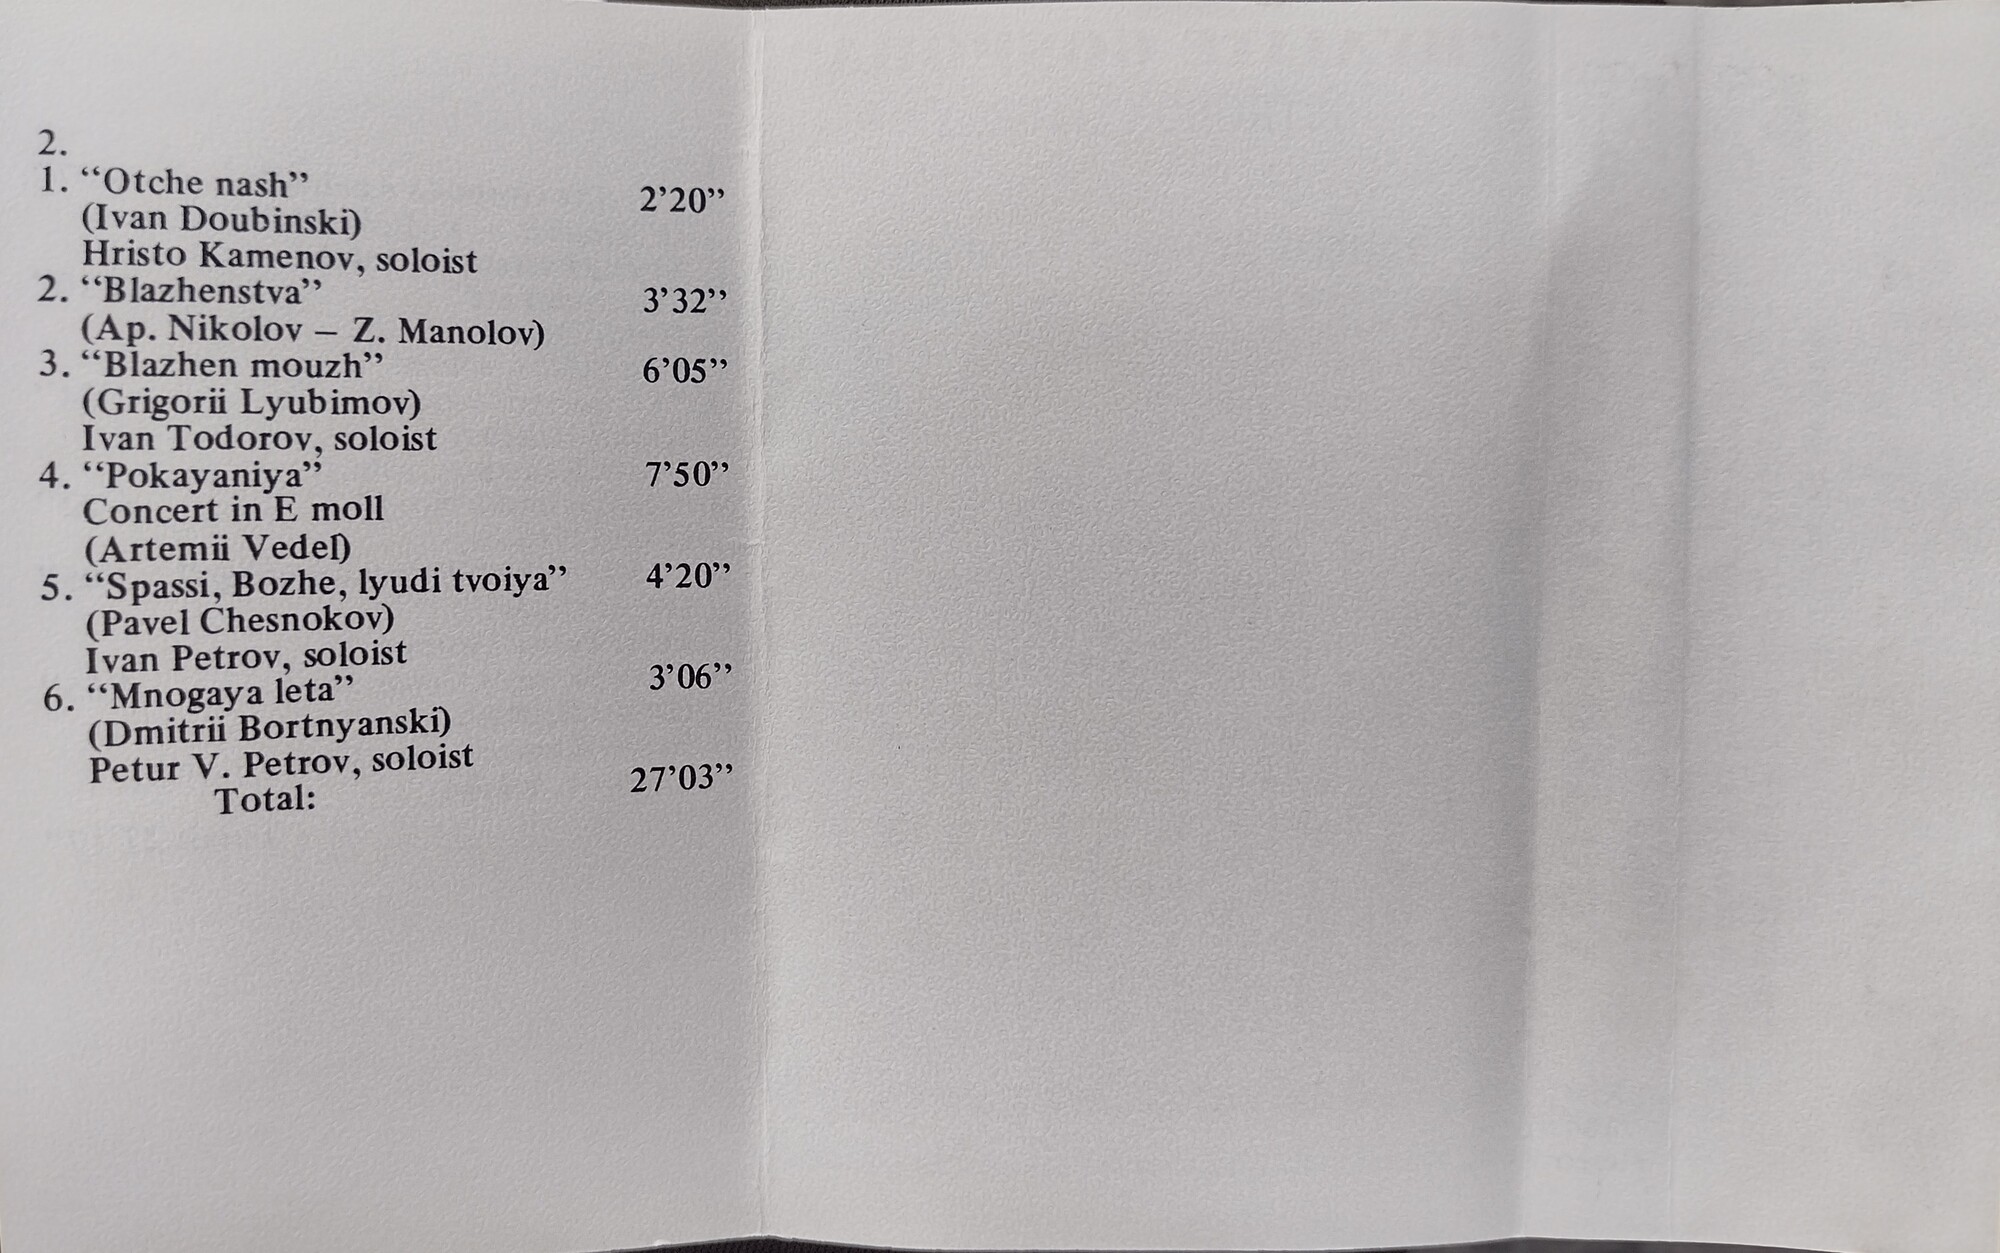 2.
1. “Otche nash” 2’20”
(Ivan Doubinski)
Hristo Kamenov, soloist
2. “Blazhenstva” 3’32”
(Ap. Nikolov – Z. Manolov)
3. “Blazhen mouzh” 6’05”
(Grigorii Lyubimov)
Ivan Todorov, soloist
4. “Pokayaniya” 7’50”
Concert in E moll
(Artemii Vedel)
5. “Spassi, Bozhe, lyudi tvoiya” 4’20”
(Pavel Chesnokov)
Ivan Petrov, soloist
6. “Mnogaya leta” 3’06”
(Dmitrii Bortnyanski)
Petur V. Petrov, soloist
Total: 27’03”